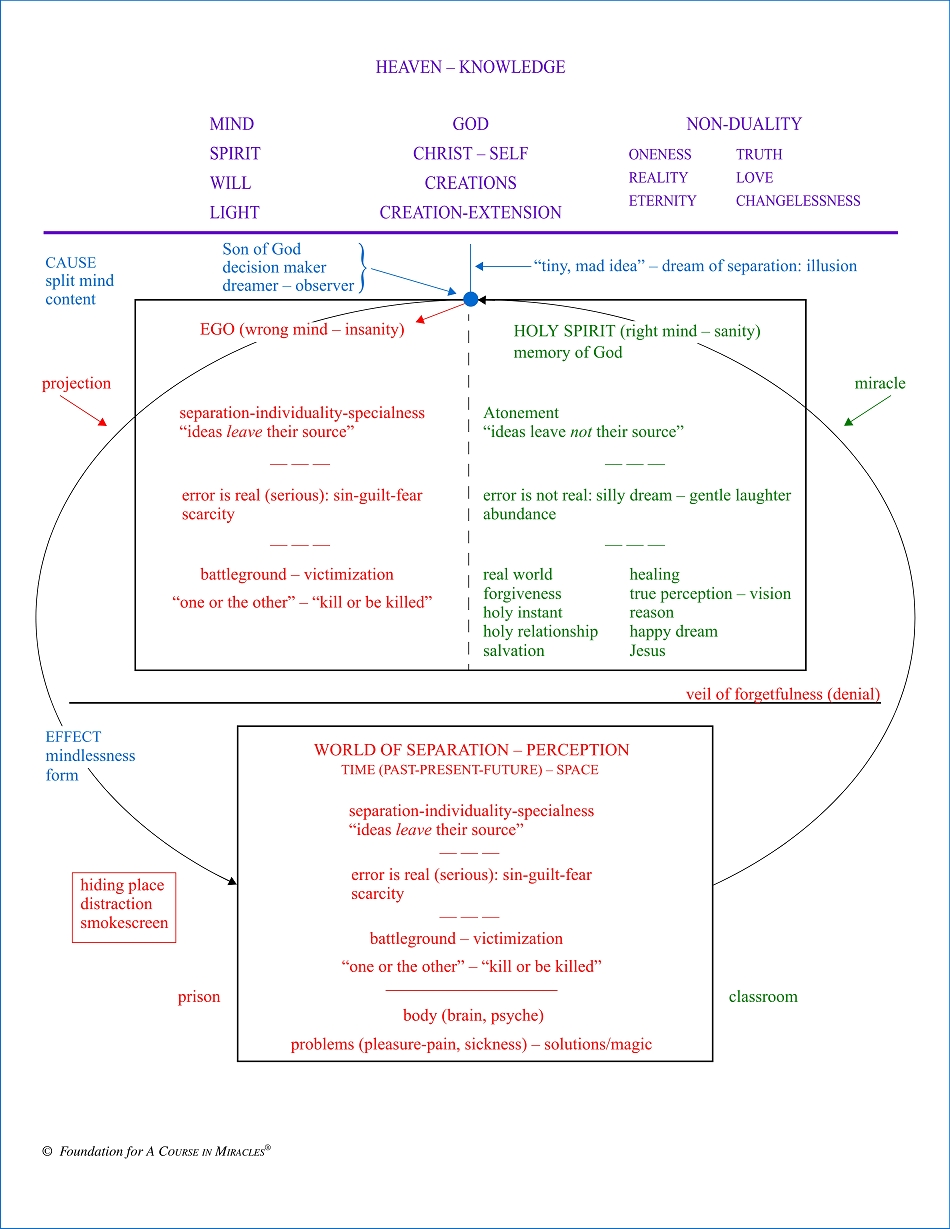 HEAVEN – KNOWLEDGE
MIND
SPIRIT
WILL
LIGHT
GOD
CHRIST – SELF
CREATIONS
CREATION-EXTENSION
NON-DUALITY
ONENESS TRUTH
REALITY LOVE
ETERNITY CHANGELESSNESS
CAUSE
split mind
content
Son of God
decision maker
dreamer – observer
“tiny, mad idea” – dream of separation: illusion
EGO (wrong mind – insanity)
HOLY SPIRIT (right mind – sanity)
memory of God
projection
miracle
separation-individuality-specialness
“ideas leave their source”
error is real (serious): sin-guilt-fear
scarcity
battleground – victimization
“one or the other” – “kill or be killed”
Atonement
“ideas leave not their source”
error is not real: silly dream – gentle laughter
abundance
real world
forgiveness
holy instant
holy relationship
salvation
healing
true perception – vision
reason
happy dream
Jesus
veil of forgetfulness (denial)
EFFECT
mindlessness
form
WORLD OF SEPARATION – PERCEPTION
TIME (PAST-PRESENT-FUTURE) – SPACE
separation-individuality-specialness
“ideas leave their source”
error is real (serious): sin-guilt-fear
scarcity
battleground – victimization
“one or the other” – “kill or be killed”
body (brain, psyche)
problems (pleasure-pain, sickness) – solutions/magic
hiding place
distraction
smokescreen
prison
classroom
© Foundation for A COURSE IN MIRACLES®